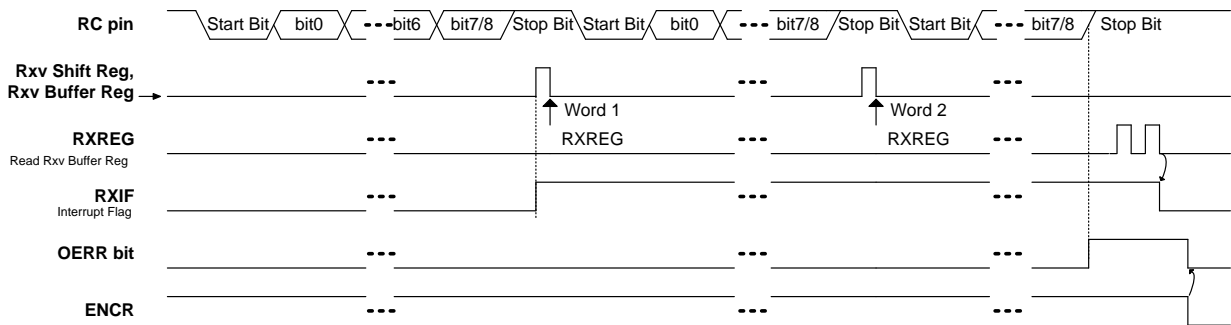 RC pin Start Bit bit0 bit6 bit7/8 Stop Bit Start Bit bit0 bit7/8 Stop Bit Start Bit bit7/8 Stop Bit
Rxv Shift Reg,
Rxv Buffer Reg
Word 1 Word 2
RXREG RXREG RXREG
Read Rxv Buffer Reg
RXIF
Interrupt Flag
OERR bit
ENCR